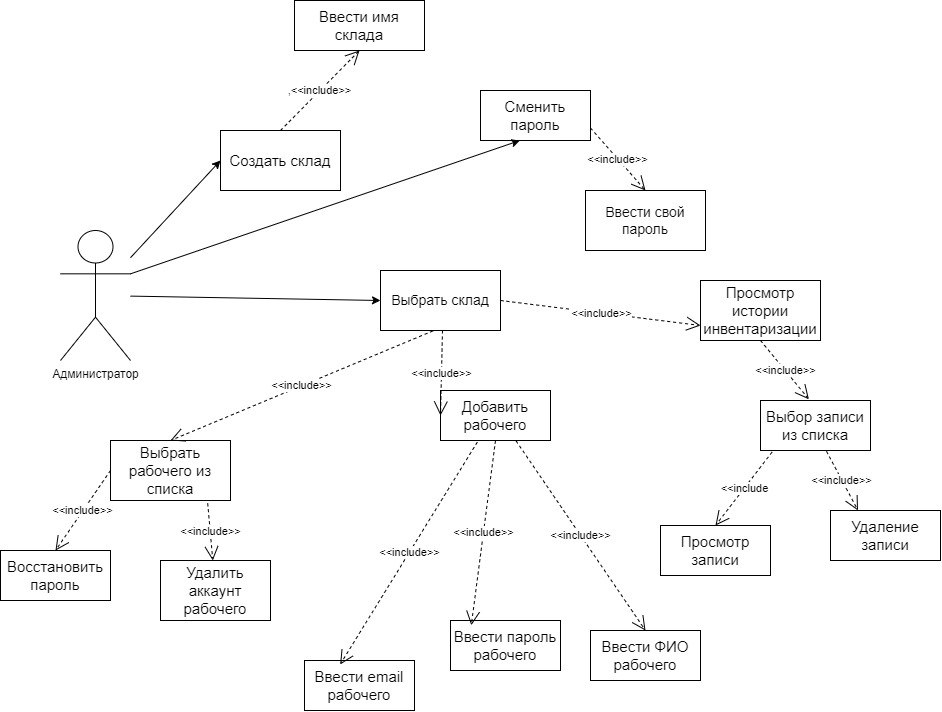 Ввести имя
склада
,<<include>>
Создать склад
Сменить
пароль
<<include>>
Ввести свой
пароль
Администратор
Выбрать склад
<<include>>
Просмотр
истории
инвентаризации
<<include>>
Выбор записи
из списка
<<include
Просмотр
записи
<<include>>
Удаление
записи
<<include>>
Выбрать
рабочего из
списка
<<include>>
Восстановить
пароль
<<include>>
Удалить
аккаунт
рабочего
<<include>>
Добавить
рабочего
<<include>>
Ввести email
рабочего
<<include>>
Ввести пароль
рабочего
<<include>>
Ввести ФИО
рабочего